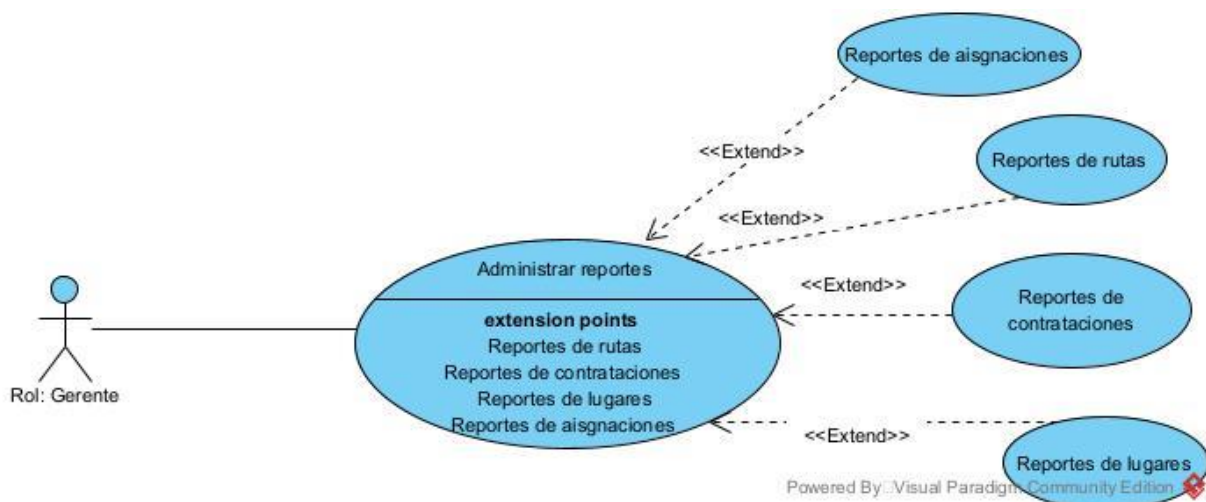 Reportes de aisgnaciones
<<Extend>>
Reportes de rutas
<<Extend>>
Administrar reportes
<<Extend>>
Reportes de
contrataciones
extension points
Reportes de rutas
Reportes de contrataciones
Reportes de lugares
Reportes de aisgnaciones
Rol: Gerente
<<Extend>>
Reportes de lugares
Powered By Visual Paradigm Community Edition